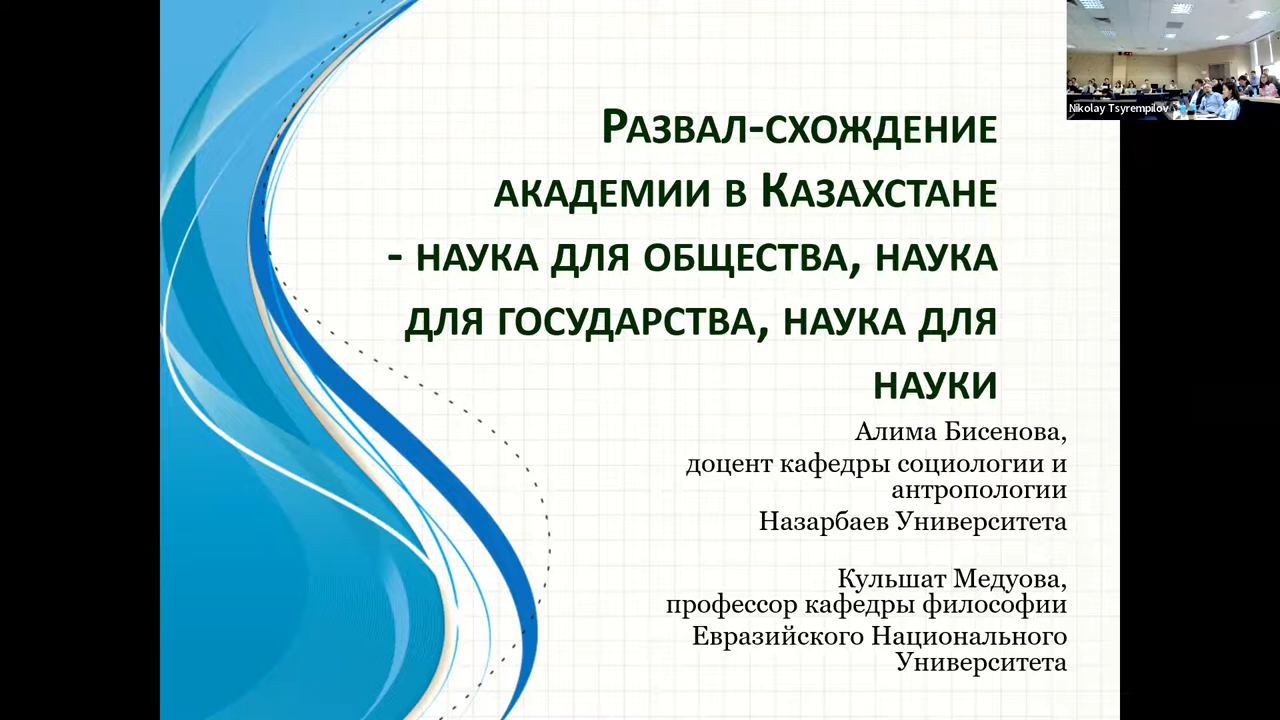 Развал-схождение
академии в Казахстане
- наука для общества, наука
для государства, наука для
науки
Алима Бисенова,
доцент кафедры социологии и
антропологии
Назарбаев Университета
Кульшат Медуова,
профессор кафедры философии
Евразийского Национального
Университета
Nikolay Tsyrempilov